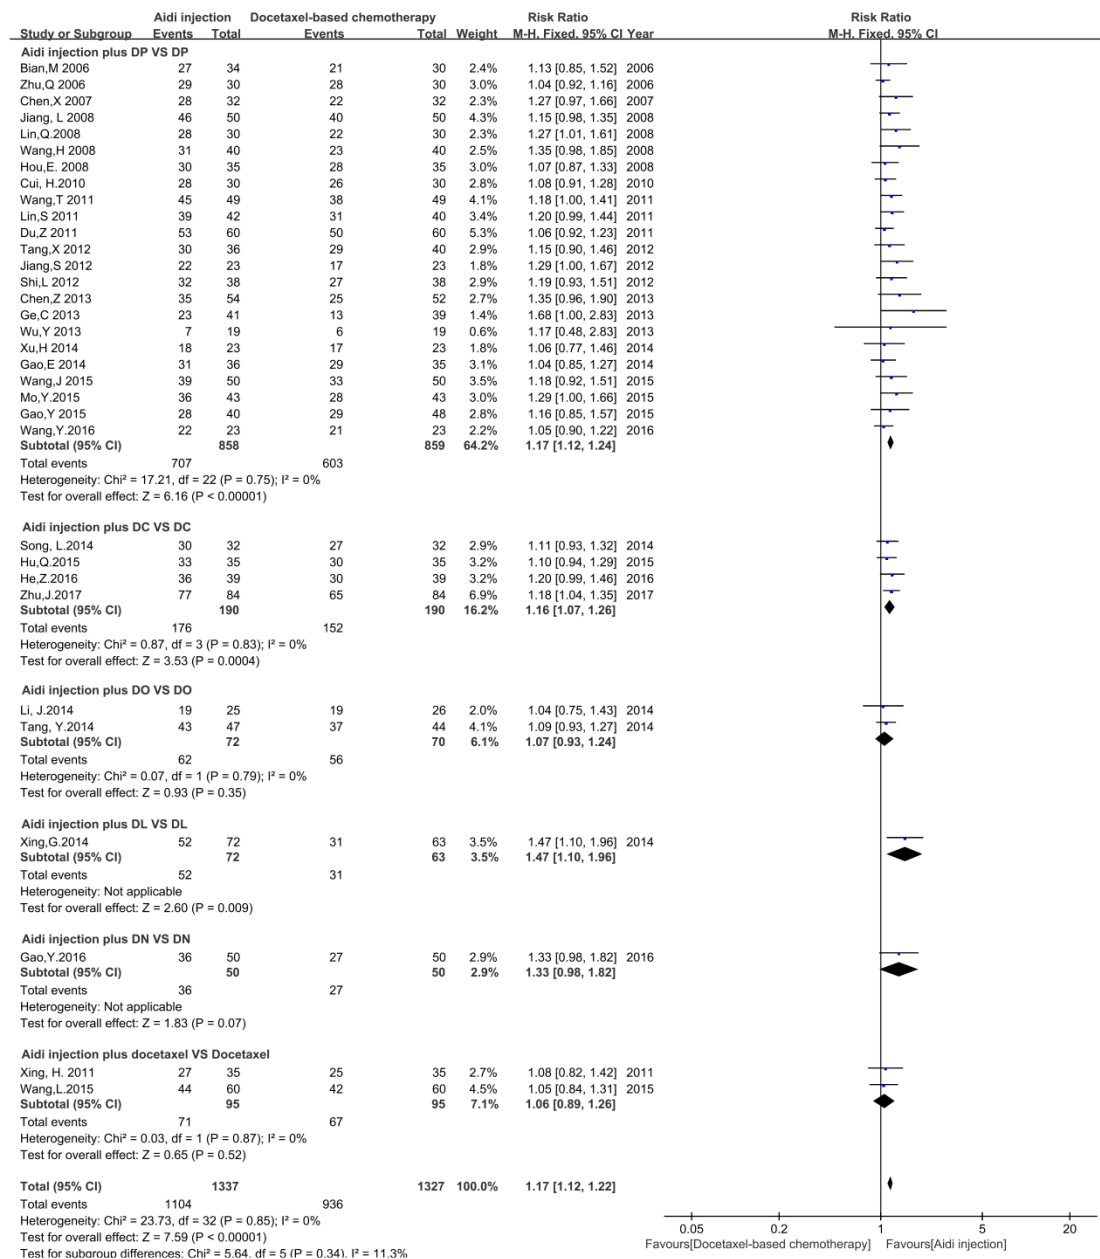 Aidi injection Docetaxel-based chemotherapy Risk Ratio Risk Ratio
Study or Subgroup Events Total Events Total Weight M-H. Fixed. 95% CI Year M-H. Fixed. 95% CI
Aidi injection plus DP VS DP
Bian,M 2006 27 34 21 30 2.4% 1.13 [0.85, 1.52] 2006
Zhu,Q 2006 29 30 28 30 3.0% 1.04 [0.92, 1.16] 2006
Chen,X 2007 28 32 22 32 2.3% 1.27 [0.97, 1.66] 2007
Jiang, L 2008 46 50 40 50 4.3% 1.15 [0.98, 1.35] 2008
Lin,Q.2008 28 30 22 30 2.3% 1.27 [1.01, 1.61] 2008
Wang,H 2008 31 40 23 40 2.4% 1.35 [0.98, 1.85] 2008
Hou,E. 2008 30 35 28 35 3.0% 1.07 [0.87, 1.33] 2008
Cui, H.2010 28 30 26 30 2.8% 1.08 [0.91, 1.28] 2010
Wang,T 2011 45 49 38 49 4.1% 1.18 [1.00, 1.41] 2011
Lin,S 2011 39 42 31 40 3.4% 1.20 [0.99, 1.44] 2011
Du,Z 2011 53 60 50 60 5.3% 1.06 [0.92, 1.23] 2011
Tang,X 2012 30 36 29 40 2.9% 1.15 [0.90, 1.46] 2012
Jiang,S 2012 22 23 17 23 1.8% 1.29 [1.00, 1.67] 2012
Shi,L 2012 32 38 27 38 2.9% 1.19 [0.93, 1.51] 2012
Chen,Z 2013 35 54 25 52 2.7% 1.35 [0.96, 1.90] 2013
Ge,C 2013 23 41 13 39 1.4% 1.68 [1.00, 2.83] 2013
Wu,Y 2013 7 19 6 19 0.6% 1.17 [0.48, 2.83] 2013
Xu,H 2014 18 23 17 23 1.8% 1.06 [0.77, 1.46] 2014
Gao,E 2014 31 36 29 35 3.1% 1.04 [0.85, 1.27] 2014
Wang,J 2015 39 50 33 50 3.5% 1.18 [0.92, 1.51] 2015
Mo,Y.2015 36 43 28 43 3.0% 1.29 [1.00, 1.66] 2015
Gao,Y 2015 28 40 29 48 2.8% 1.16 [0.85, 1.57] 2015
Wang,Y.2016 22 23 21 23 2.2% 1.05 [0.90, 1.22] 2016
Subtotal (95% CI) 858 859 64.2% 1.17 [1.12, 1.24]
Total events 707 603
Heterogeneity: Chi² = 17.21, df = 22 (P = 0.75); I² = 0%
Test for overall effect: Z = 6.16 (P < 0.00001)
Aidi injection plus DC VS DC
Song, L.2014 30 32 27 32 2.9% 1.11 [0.93, 1.32] 2014
Hu,Q.2015 33 35 30 35 3.2% 1.10 [0.94, 1.29] 2015
He,Z.2016 36 39 30 39 3.2% 1.20 [0.99, 1.46] 2016
Zhu,J.2017 77 84 65 84 6.9% 1.18 [1.04, 1.35] 2017
Subtotal (95% CI) 190 190 16.2% 1.16 [1.07, 1.26]
Total events 176 152
Heterogeneity: Chi² = 0.87, df = 3 (P = 0.83); I² = 0%
Test for overall effect: Z = 3.53 (P = 0.0004)
Aidi injection plus DO VS DO
Li, J.2014 19 25 19 26 2.0% 1.04 [0.75, 1.43] 2014
Tang, Y.2014 43 47 37 44 4.1% 1.09 [0.93, 1.27] 2014
Subtotal (95% CI) 72 70 6.1% 1.07 [0.93, 1.24]
Total events 62 56
Heterogeneity: Chi² = 0.07, df = 1 (P = 0.79); I² = 0%
Test for overall effect: Z = 0.93 (P = 0.35)
Aidi injection plus DL VS DL
Xing,G.2014 52 72 31 63 3.5% 1.47 [1.10, 1.96] 2014
Subtotal (95% CI) 72 63 3.5% 1.47 [1.10, 1.96]
Total events 52 31
Heterogeneity: Not applicable
Test for overall effect: Z = 2.60 (P = 0.009)
Aidi injection plus DN VS DN
Gao,Y.2016 36 50 27 50 2.9% 1.33 [0.98, 1.82] 2016
Subtotal (95% CI) 50 50 2.9% 1.33 [0.98, 1.82]
Total events 36 27
Heterogeneity: Not applicable
Test for overall effect: Z = 1.83 (P = 0.07)
Aidi injection plus docetaxel VS Docetaxel
Xing, H. 2011 27 35 25 35 2.7% 1.08 [0.82, 1.42] 2011
Wang,L.2015 44 60 42 60 4.5% 1.05 [0.84, 1.31] 2015
Subtotal (95% CI) 95 95 7.1% 1.06 [0.89, 1.26]
Total events 71 67
Heterogeneity: Chi² = 0.03, df = 1 (P = 0.87); I² = 0%
Test for overall effect: Z = 0.65 (P = 0.52)
Total (95% CI) 1337 1327 100.0% 1.17 [1.12, 1.22]
Total events 1104 936
Heterogeneity: Chi² = 23.73, df = 32 (P = 0.85); I² = 0%
Test for overall effect: Z = 7.59 (P < 0.00001)
Test for subgroup differences: Chi² = 5.64, df = 5 (P = 0.34), I² = 11.3%
0.05 0.2 1 5 20
Favours[Docetaxel-based chemotherapy] Favours[Aidi injection]